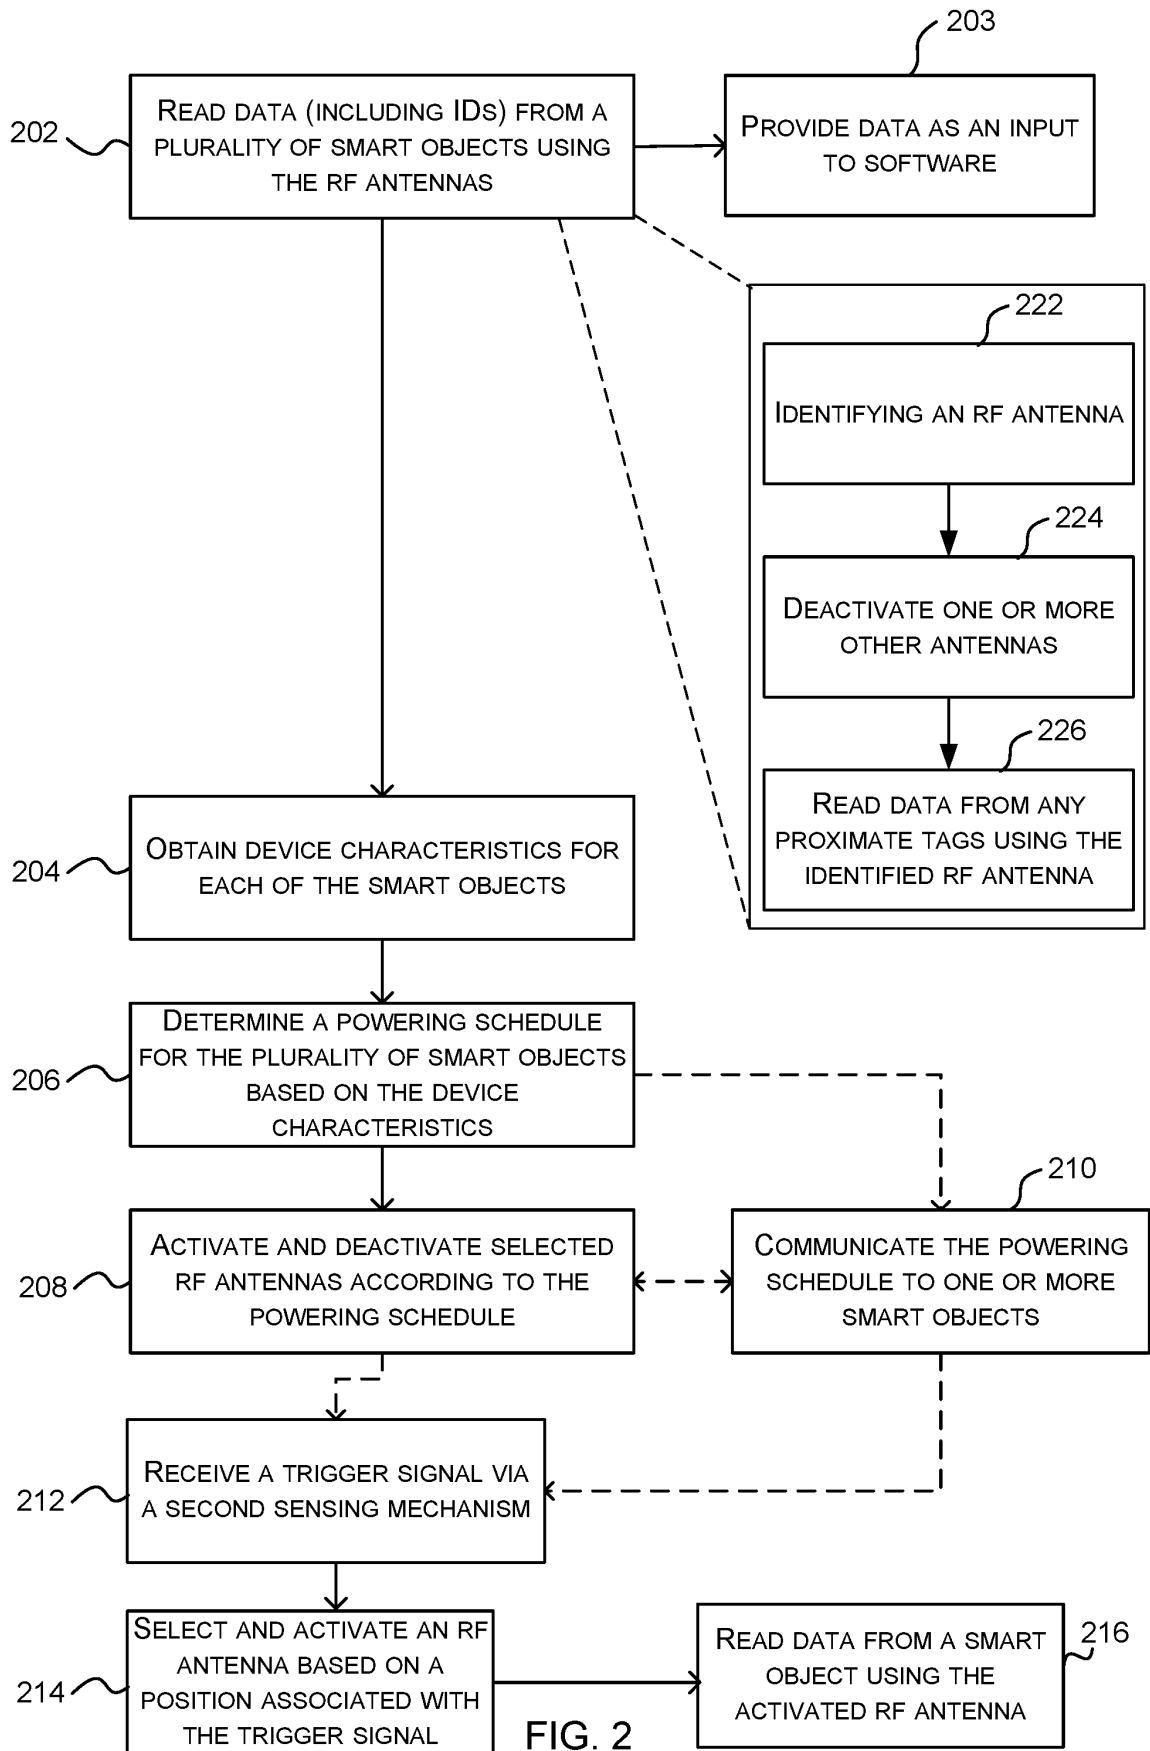 203
READ DATA (INCLUDING IDS) FROM A
PLURALITY OF SMART OBJECTS USING
THE RF ANTENNAS
202
PROVIDE DATA AS AN INPUT
TO SOFTWARE
222
IDENTIFYING AN RF ANTENNA
224
DEACTIVATE ONE OR MORE
OTHER ANTENNAS
226
READ DATA FROM ANY
PROXIMATE TAGS USING THE
IDENTIFIED RF ANTENNA
OBTAIN DEVICE CHARACTERISTICS FOR
EACH OF THE SMART OBJECTS
204
DETERMINE A POWERING SCHEDULE
FOR THE PLURALITY OF SMART OBJECTS
BASED ON THE DEVICE
CHARACTERISTICS
206
210
ACTIVATE AND DEACTIVATE SELECTED
RF ANTENNAS ACCORDING TO THE
POWERING SCHEDULE
208
COMMUNICATE THE POWERING
SCHEDULE TO ONE OR MORE
SMART OBJECTS
RECEIVE A TRIGGER SIGNAL VIA
A SECOND SENSING MECHANISM
212
SELECT AND ACTIVATE AN RF
ANTENNA BASED ON A
POSITION ASSOCIATED WITH
THE TRIGGER SIGNAL
214
READ DATA FROM A SMART
OBJECT USING THE
ACTIVATED RF ANTENNA
216
FIG. 2